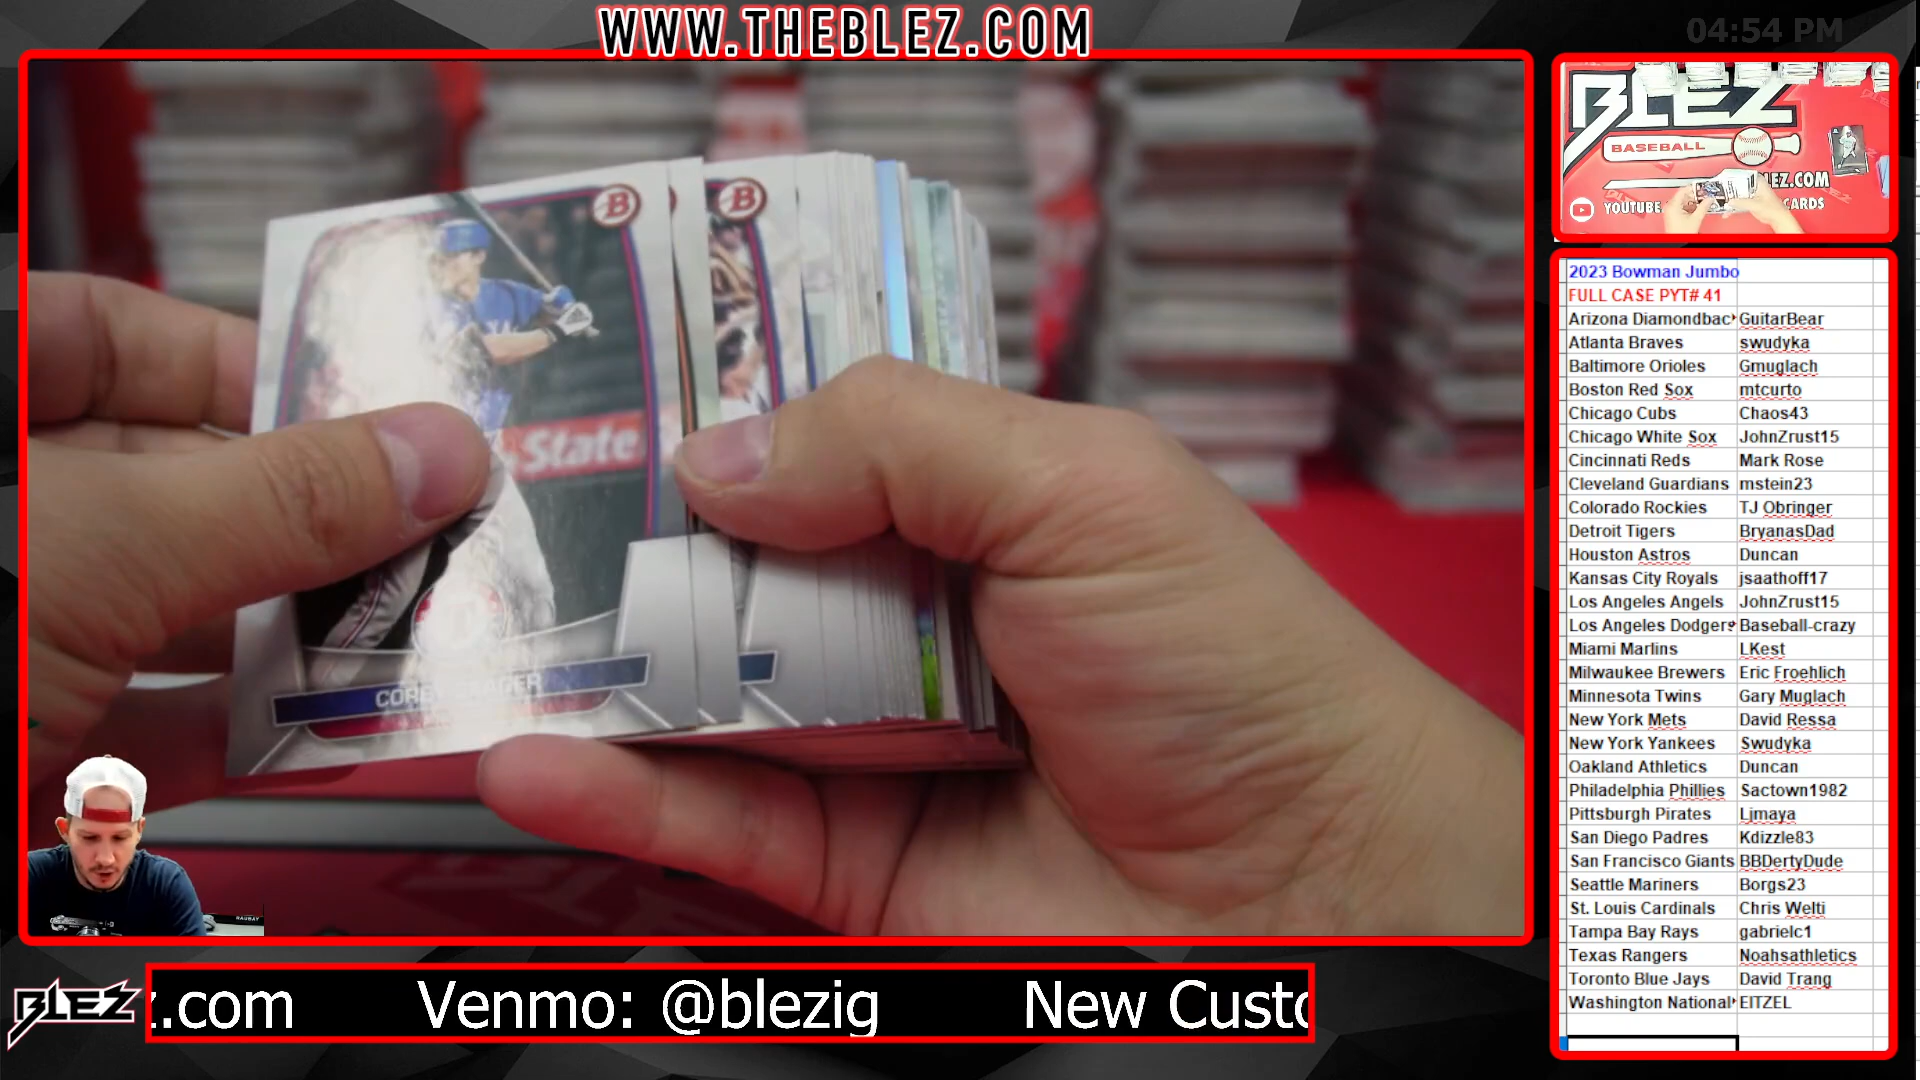 WWW.THEBLEZ.COM
04:54 PM
BLEZ
BASEBALL
LEZ.COM
YOUTUBE
CARDS
B
B
State
COREY SEAGER
2023 Bowman Jumbo
FULL CASE PYT# 41
Arizona Diamondbac GuitarBear
Atlanta Braves swudyka
Baltimore Orioles Gmuglach
Boston Red Sox mtcurto
Chicago Cubs Chaos43
Chicago White Sox JohnZrust15
Cincinnati Reds Mark Rose
Cleveland Guardians mstein23
Colorado Rockies TJ Obringer
Detroit Tigers BryanasDad
Houston Astros Duncan
Kansas City Royals jsaathoff17
Los Angeles Angels JohnZrust15
Los Angeles Dodgers Baseball-crazy
Miami Marlins LKest
Milwaukee Brewers Eric Froehlich
Minnesota Twins Gary Muglach
New York Mets David Ressa
New York Yankees Swudyka
Oakland Athletics Duncan
Philadelphia Phillies Sactown1982
Pittsburgh Pirates Ljmaya
San Diego Padres Kdizzle83
San Francisco Giants BBDertyDude
Seattle Mariners Borgs23
St. Louis Cardinals Chris Welti
Tampa Bay Rays gabrielc1
Texas Rangers Noahsathletics
Toronto Blue Jays David Trang
Washington National EITZEL
BLEZ
z.com Venmo: @blezig New Custo